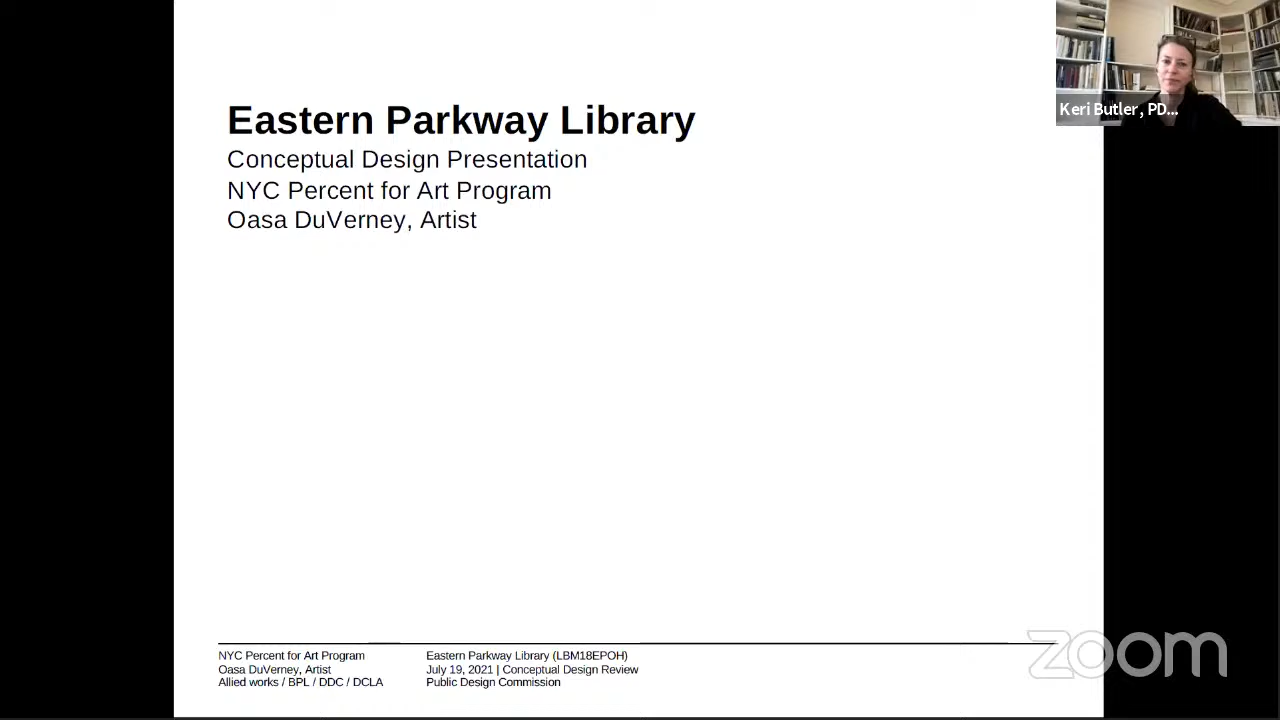 Eastern Parkway Library
Conceptual Design Presentation
NYC Percent for Art Program
Oasa DuVerney, Artist
Keri Butler, PD...
NYC Percent for Art Program
Oasa DuVerney, Artist
Allied works / BPL / DDC / DCLA
Eastern Parkway Library (LBM18EPOH)
July 19, 2021 | Conceptual Design Review
Public Design Commission
zoom